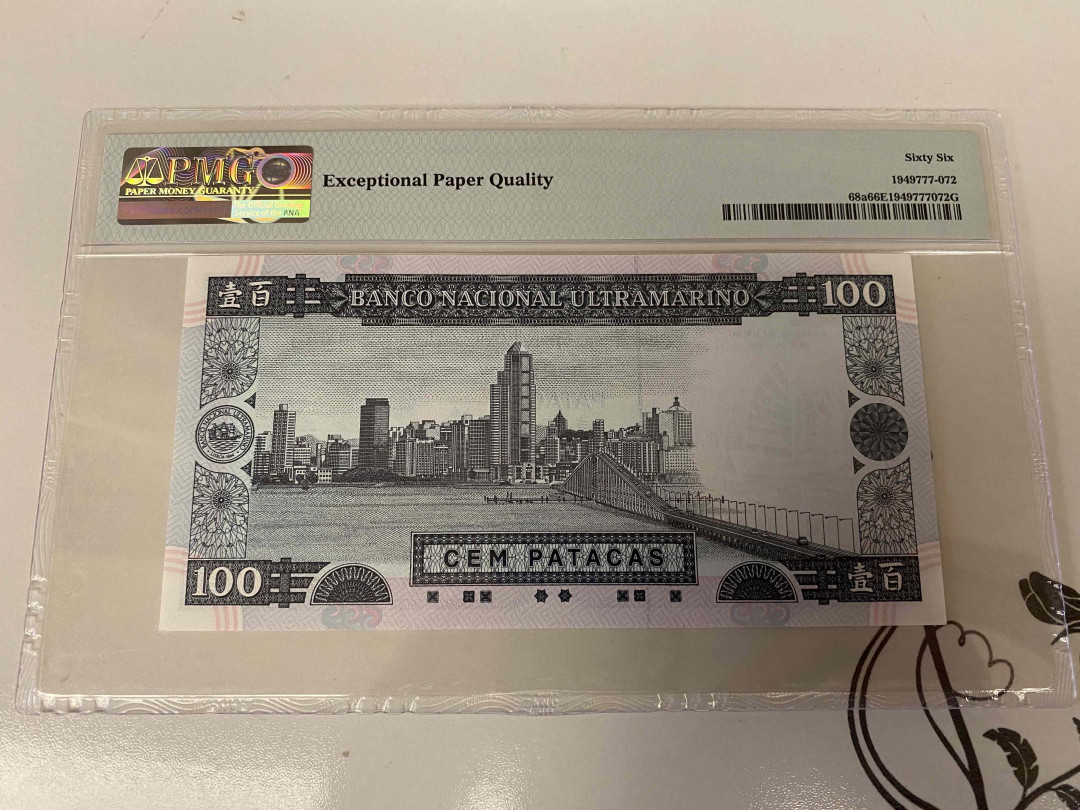 PMG
PAPER MONEY GUARANTY
Exceptional Paper Quality
Sixty Six
1949777-072
68a66E1949777072G
壹百
BANCO NACIONAL ULTRAMARINO
100
CEM PATACAS
100
壹百